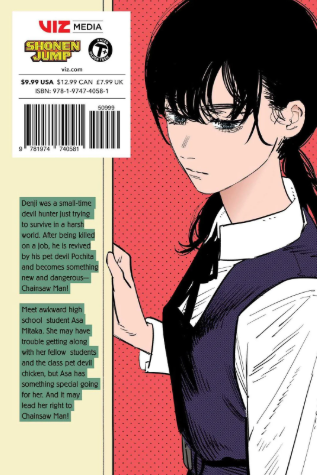 VIZ MEDIA
SHONEN
JUMP
viz.com
$9.99 USA $12.99 CAN £7.99 UK
ISBN: 978-1-9747-4058-1
50999
9 781974 740581
Denji was a small-time
devil hunter just trying
to survive in a harsh
world. After being killed
on a job, he is revived
by his pet devil Pochita
and becomes something
new and dangerous—
Chainsaw Man!
Meet awkward high
school student Asa
Mitaka. She may have
trouble getting along
with her fellow students
and the class pet devil
chicken, but Asa has
something special going
for her. And it may
lead her right to
Chainsaw Man!